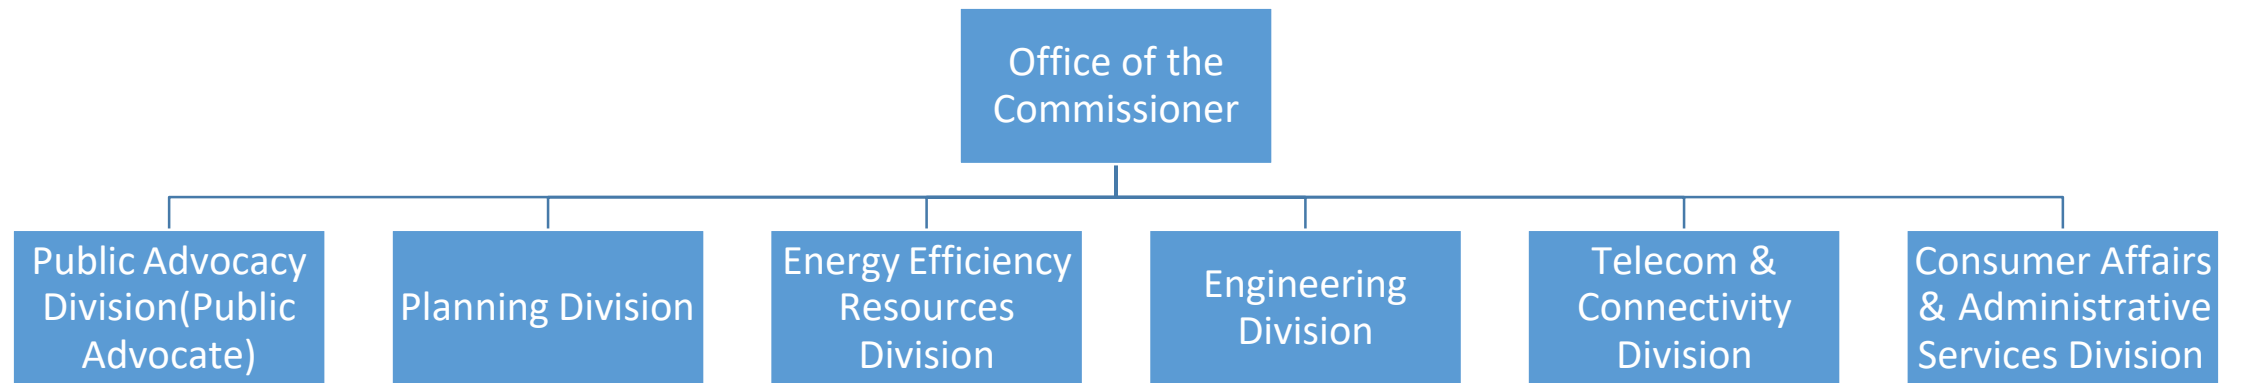 Office of the
Commissioner
Public Advocacy
Division(Public
Advocate)
Planning Division
Energy Efficiency
Resources
Division
Engineering
Division
Telecom &
Connectivity
Division
Consumer Affairs
& Administrative
Services Division